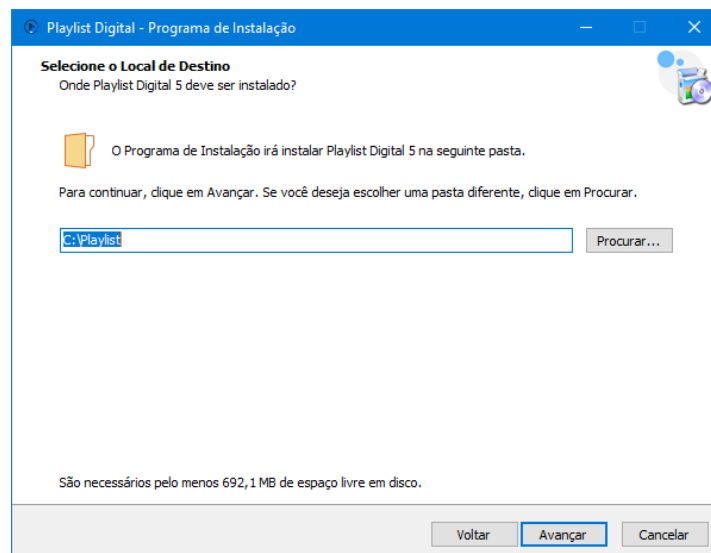 Playlist Digital - Programa de Instalação
Selecione o Local de Destino
Onde Playlist Digital 5 deve ser instalado?
O Programa de Instalação irá instalar Playlist Digital 5 na seguinte pasta.
Para continuar, clique em Avançar. Se você deseja escolher uma pasta diferente, clique em Procurar.
C:\Playlist
Procurar...
São necessários pelo menos 692,1 MB de espaço livre em disco.
Voltar
Avançar
Cancelar